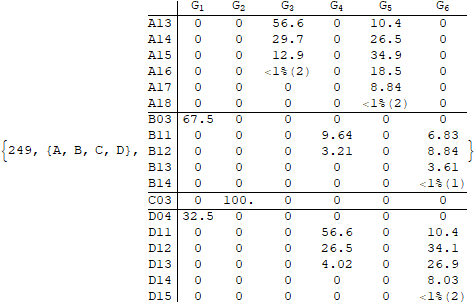 G1 G2 G3 G4 G5 G6
A13 0 0 56.6 0 10.4 0
A14 0 0 29.7 0 26.5 0
A15 0 0 12.9 0 34.9 0
A16 0 0 <1%(2) 0 18.5 0
A17 0 0 0 0 8.84 0
A18 0 0 0 0 <1%(2) 0
B03 67.5 0 0 0 0 0
B11 0 0 0 9.64 0 6.83
{249, {A, B, C, D}, B12 0 0 0 3.21 0 8.84 }
B13 0 0 0 0 0 3.61
B14 0 0 0 0 0 <1%(1)
C03 0 100. 0 0 0 0
D04 32.5 0 0 0 0 0
D11 0 0 0 56.6 0 10.4
D12 0 0 0 26.5 0 34.1
D13 0 0 0 4.02 0 26.9
D14 0 0 0 0 0 8.03
D15 0 0 0 0 0 <1%(2)